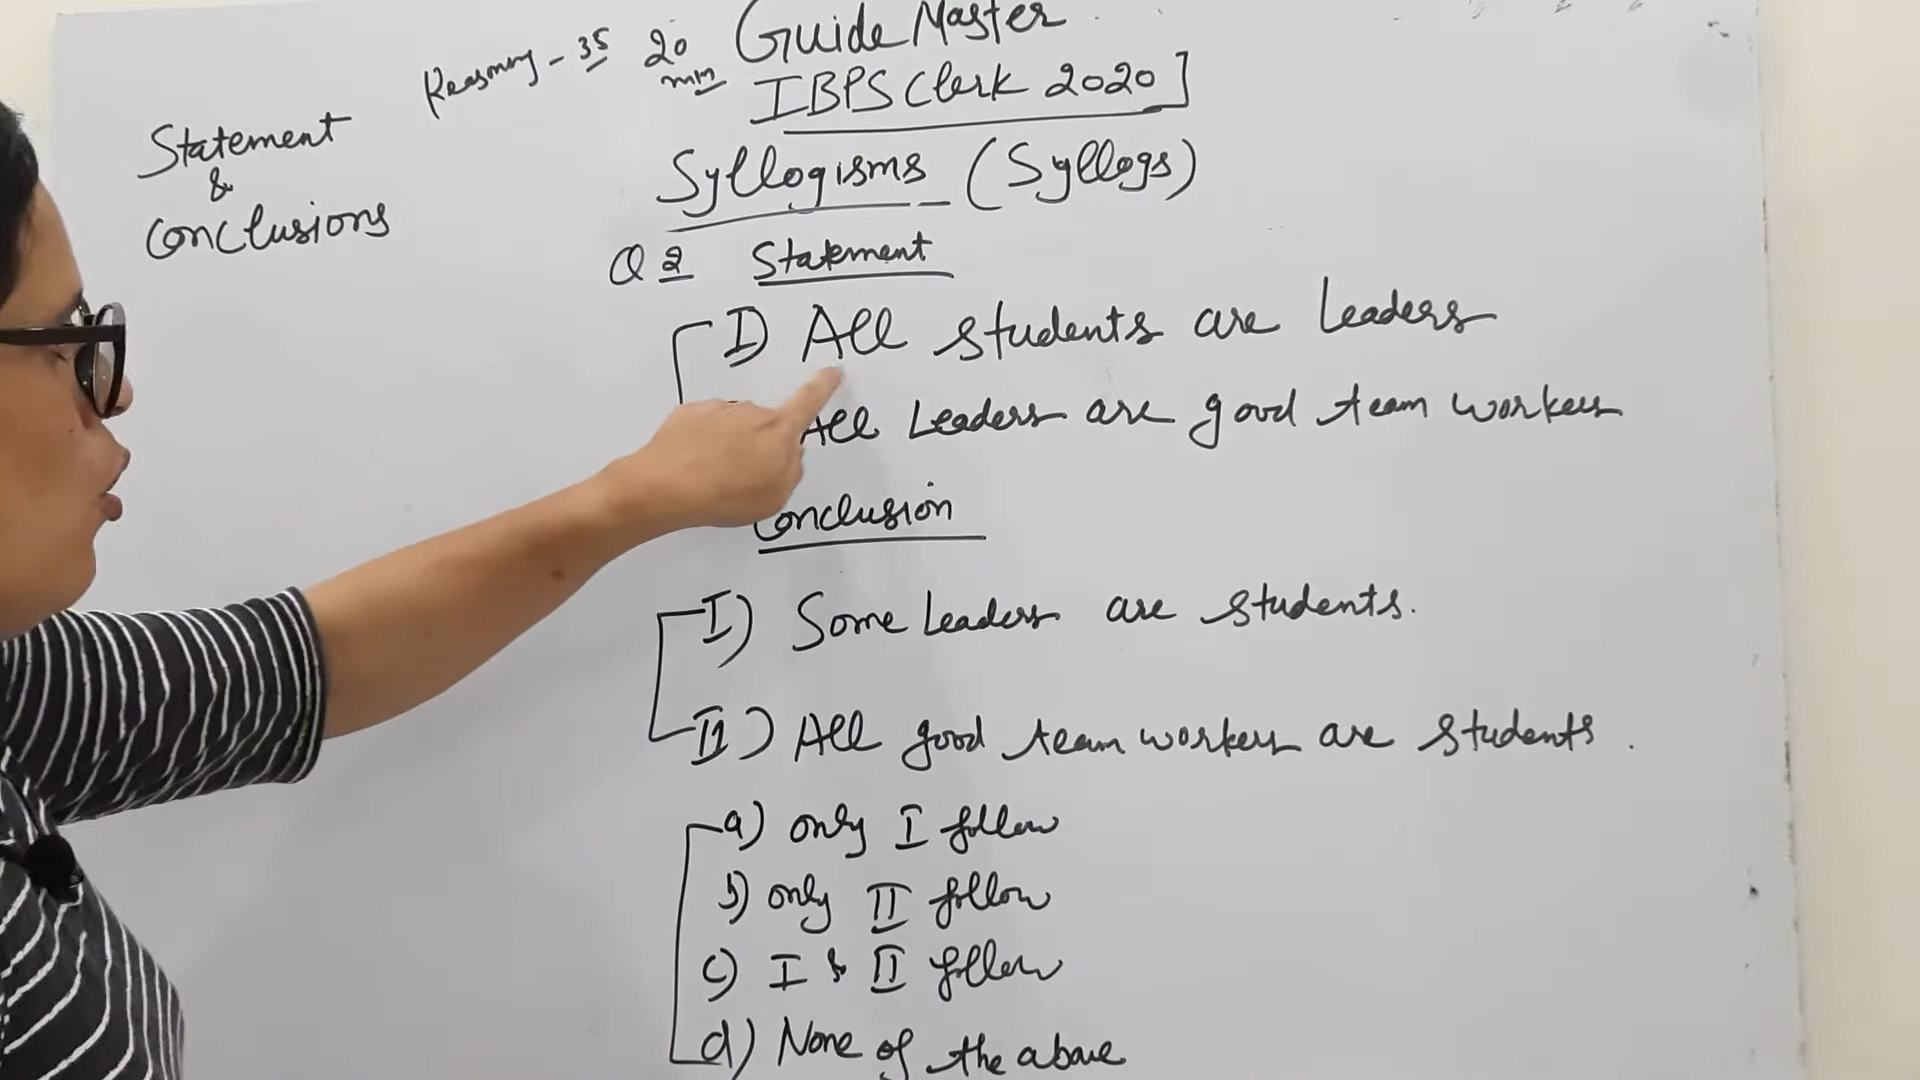 Reasoning - 35 20 min
Guide Master
IBPS Clerk 2020]
Statement
&
Conclusions
Syllogisms (Syllogs)
Q 2 Statement
I) All students are leaders
All Leaders are good team workers
Conclusion
I) Some leaders are students.
II) All good team workers are students.
a) only I follow
b) only II follow
c) I & II follow
d) None of the above